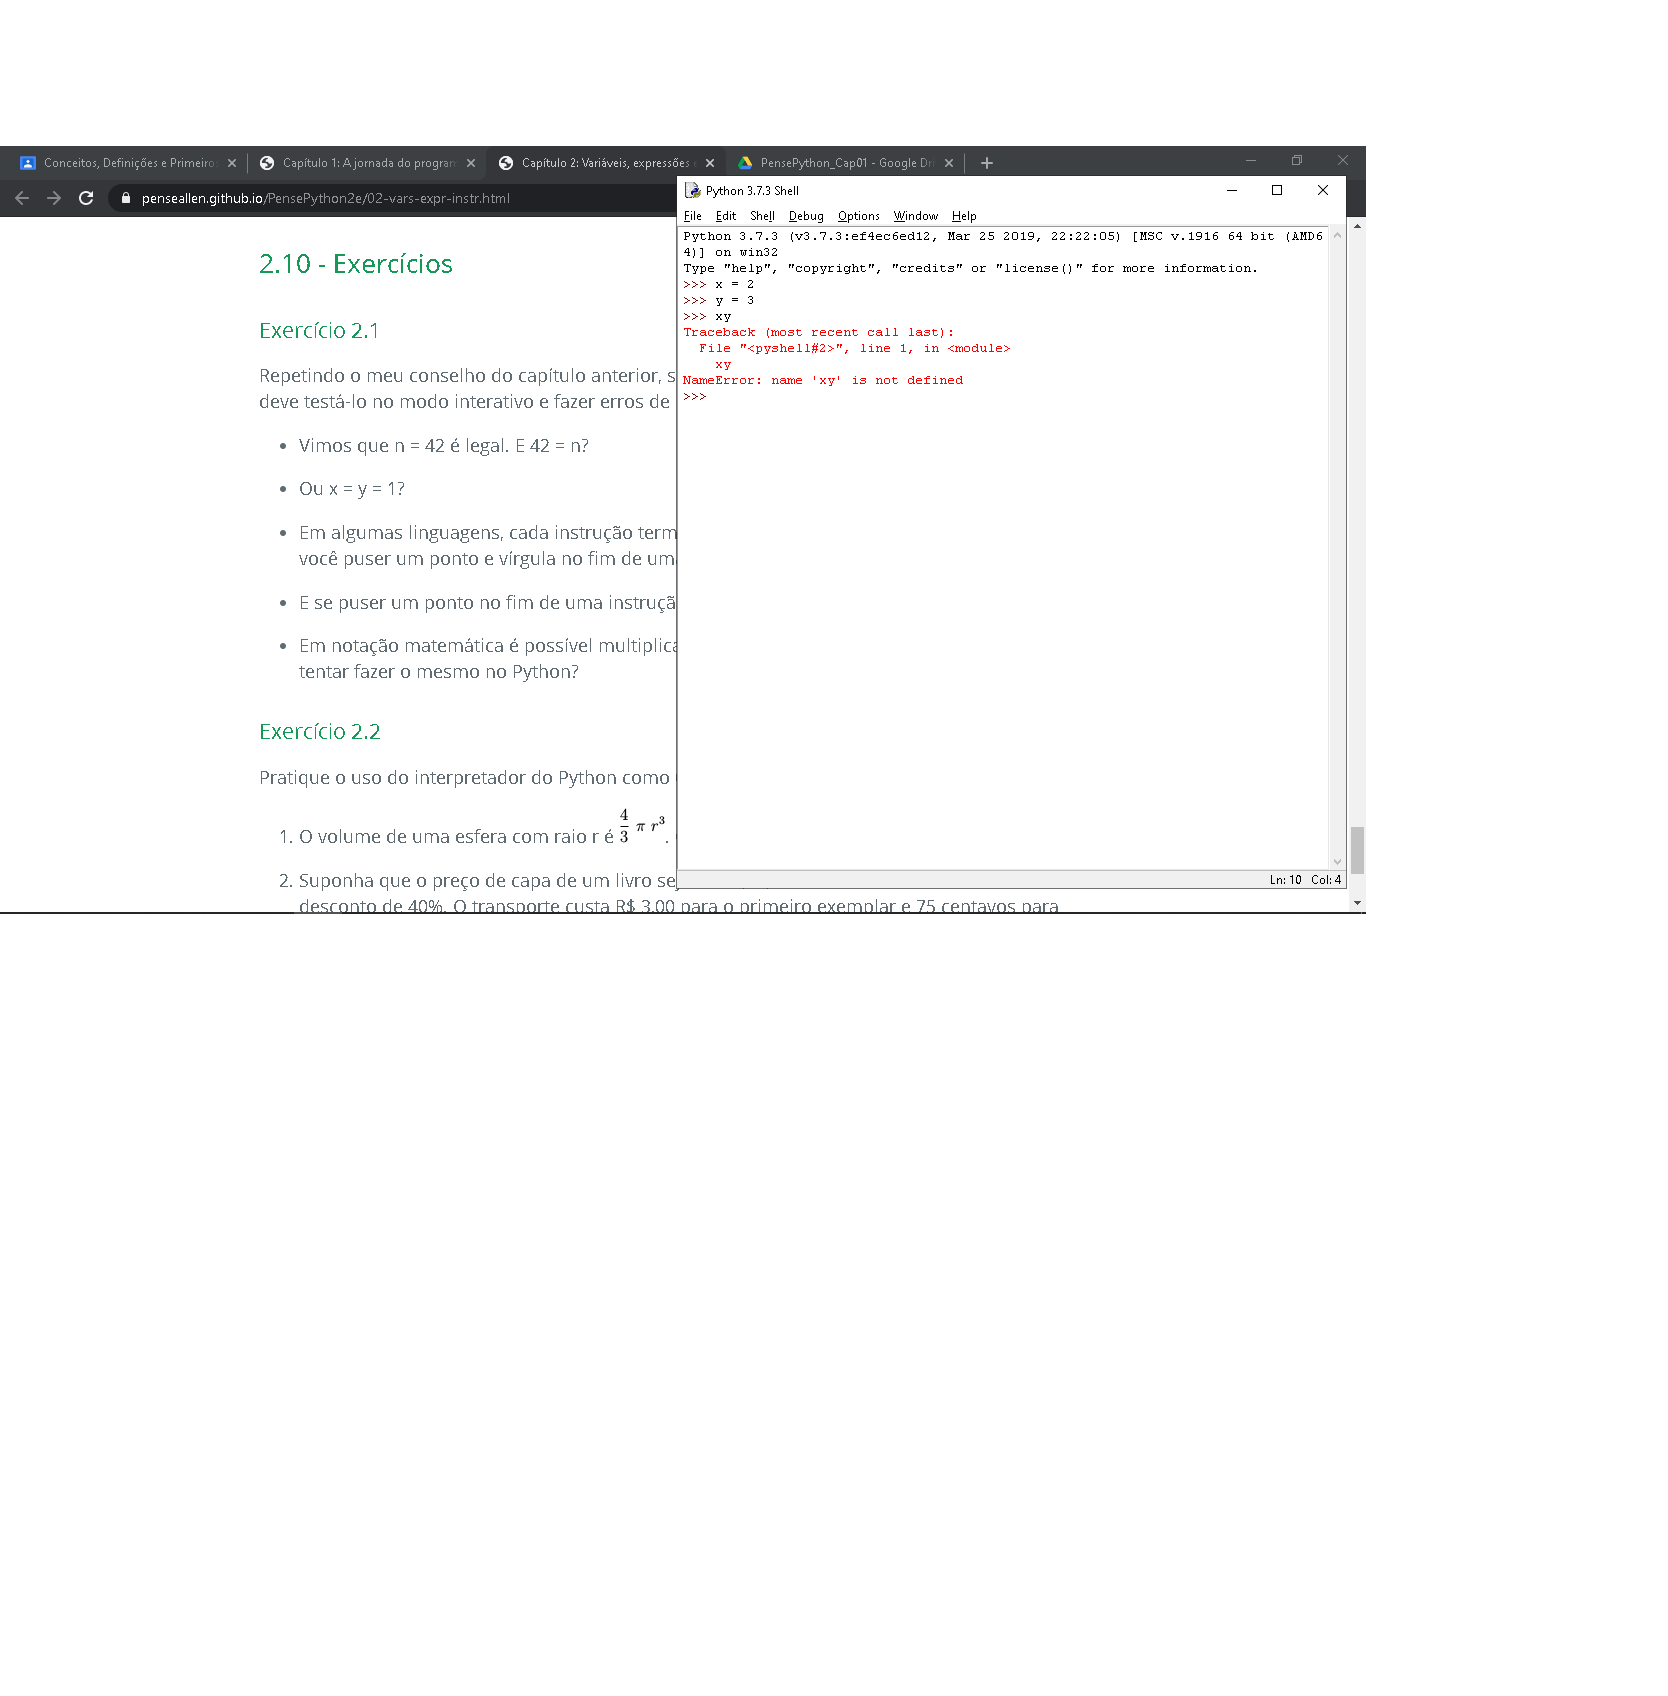 Conceitos, Definições e Primeiro
Capítulo 1: A jornada do program
Capítulo 2: Variáveis, expressões
PensePython_Cap01 - Google Dri
penseallen.github.io/PensePython2e/02-vars-expr-instr.html
2.10 - Exercícios
Exercício 2.1
Repetindo o meu conselho do capítulo anterior, s
deve testá-lo no modo interativo e fazer erros de
• Vimos que n = 42 é legal. E 42 = n?
• Ou x = y = 1?
• Em algumas linguagens, cada instrução term
você puser um ponto e vírgula no fim de um
• E se puser um ponto no fim de uma instruçã
• Em notação matemática é possível multiplica
tentar fazer o mesmo no Python?
Exercício 2.2
Pratique o uso do interpretador do Python como
1. O volume de uma esfera com raio r é 4/3 π r³.
2. Suponha que o preço de capa de um livro se
desconto de 40%. O transporte custa R$ 3,00 para o primeiro exemplar e 75 centavos para
Python 3.7.3 Shell
File Edit Shell Debug Options Window Help
Python 3.7.3 (v3.7.3:ef4ec6ed12, Mar 25 2019, 22:22:05) [MSC v.1916 64 bit (AMD6
4)] on win32
Type "help", "copyright", "credits" or "license()" for more information.
>>> x = 2
>>> y = 3
>>> xy
Traceback (most recent call last):
File "<pyshell#2>", line 1, in <module>
xy
NameError: name 'xy' is not defined
>>>
Ln: 10 Col: 4